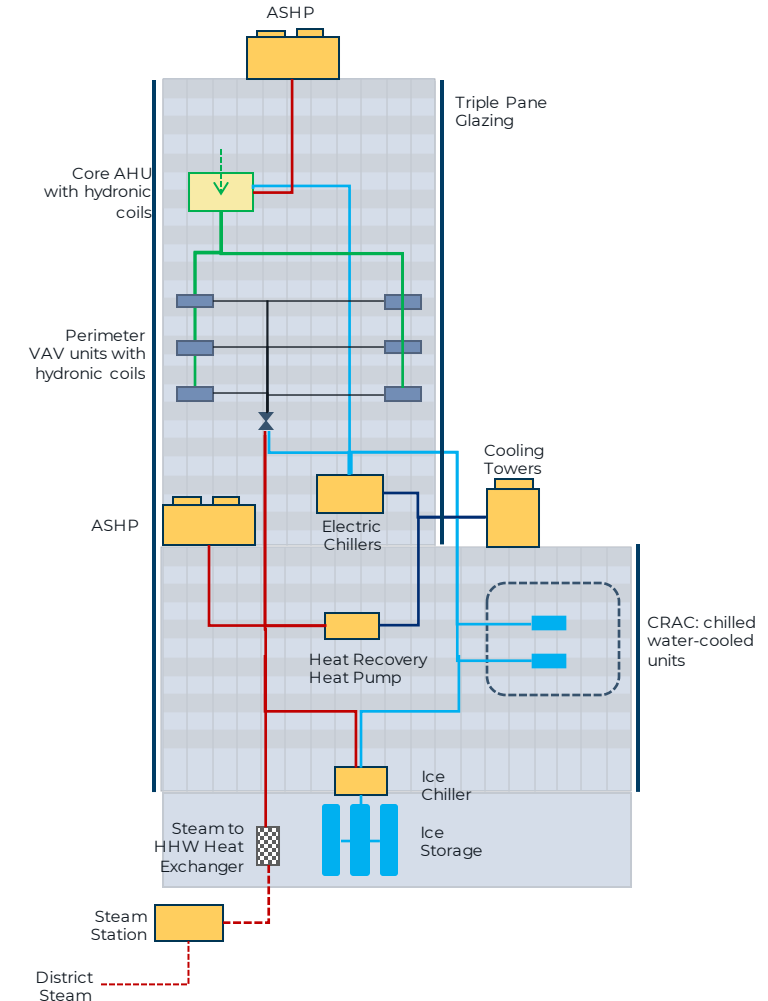 ASHP
Triple Pane
Glazing
Core AHU
with hydronic
coils
Perimeter
VAV units with
hydronic coils
Cooling
Towers
ASHP
Electric
Chillers
CRAC: chilled
water-cooled
units
Heat Recovery
Heat Pump
Ice
Chiller
Steam to
HHW Heat
Exchanger
Ice
Storage
Steam
Station
District
Steam